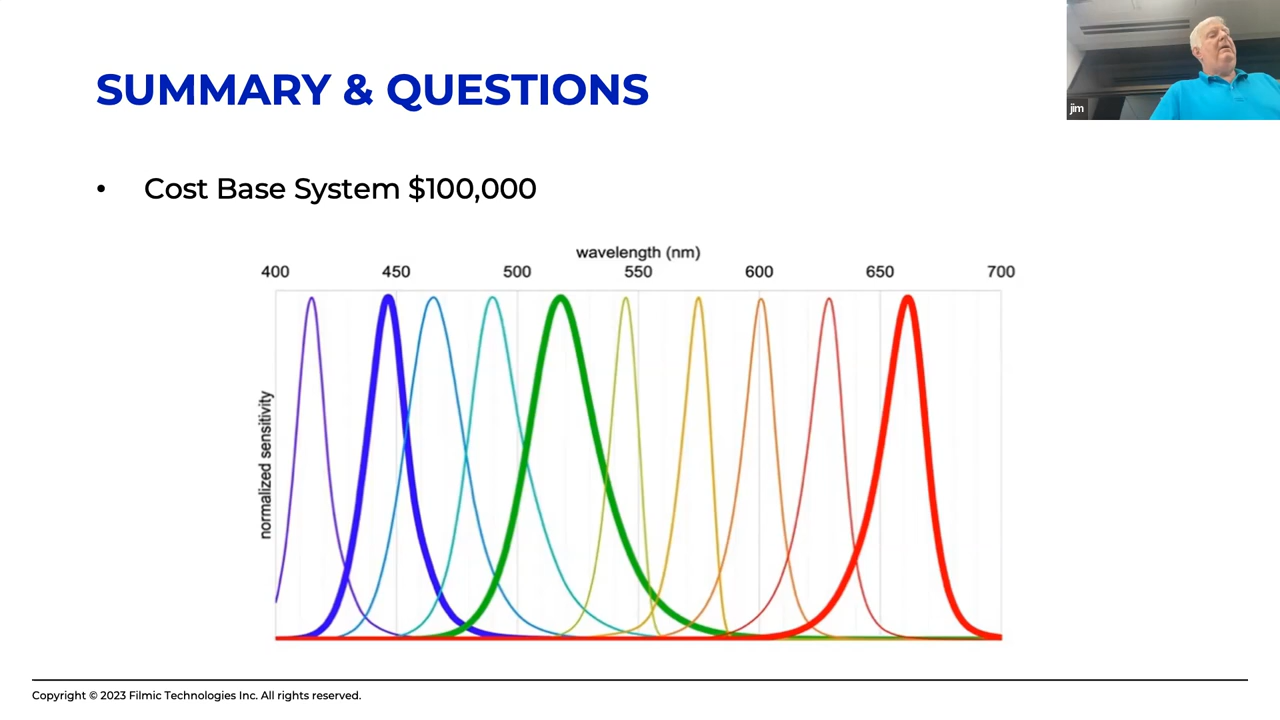 SUMMARY & QUESTIONS
jim
• Cost Base System $100,000
wavelength (nm)
400 450 500 550 600 650 700
normalized sensitivity
Copyright © 2023 Filmic Technologies Inc. All rights reserved.